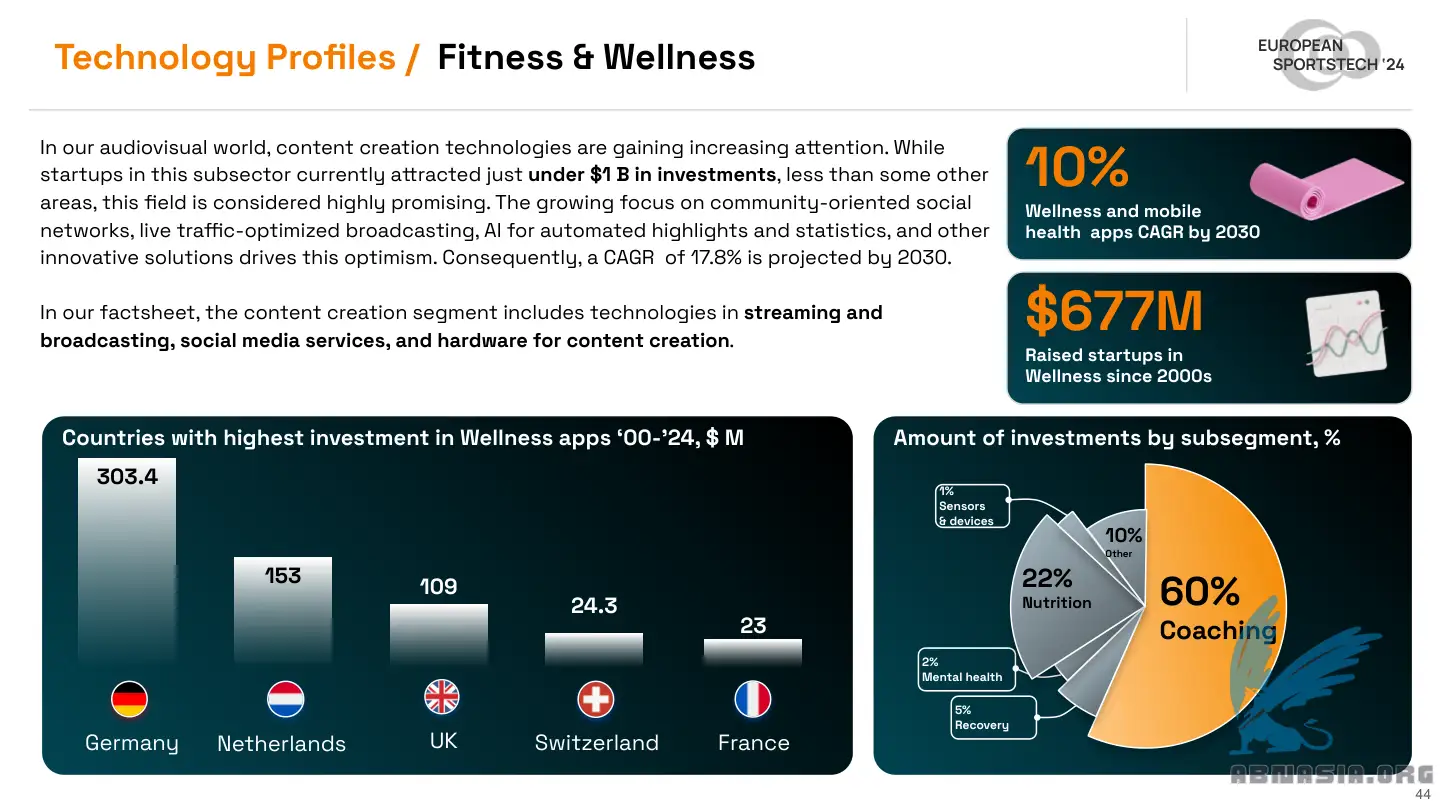 Technology Profiles / Fitness & Wellness
EUROPEAN
SPORTSTECH '24
In our audiovisual world, content creation technologies are gaining increasing attention. While
startups in this subsector currently attracted just under $1 B in investments, less than some other
areas, this field is considered highly promising. The growing focus on community-oriented social
networks, live traffic-optimized broadcasting, AI for automated highlights and statistics, and other
innovative solutions drives this optimism. Consequently, a CAGR of 17.8% is projected by 2030.
In our factsheet, the content creation segment includes technologies in streaming and
broadcasting, social media services, and hardware for content creation.
10%
Wellness and mobile
health apps CAGR by 2030
$677M
Raised startups in
Wellness since 2000s
Countries with highest investment in Wellness apps ‘00-’24, $ M
303.4
153
109
24.3
23
Germany
Netherlands
UK
Switzerland
France
Amount of investments by subsegment, %
1%
Sensors
& devices
10%
Other
22%
Nutrition
60%
Coaching
2%
Mental health
5%
Recovery
ABNASIA.ORG
44